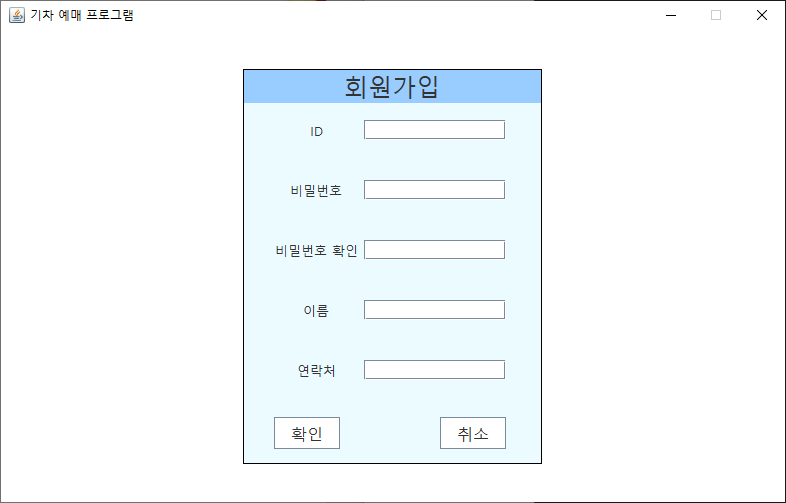 기차 예매 프로그램
회원가입
ID
비밀번호
비밀번호 확인
이름
연락처
확인 취소